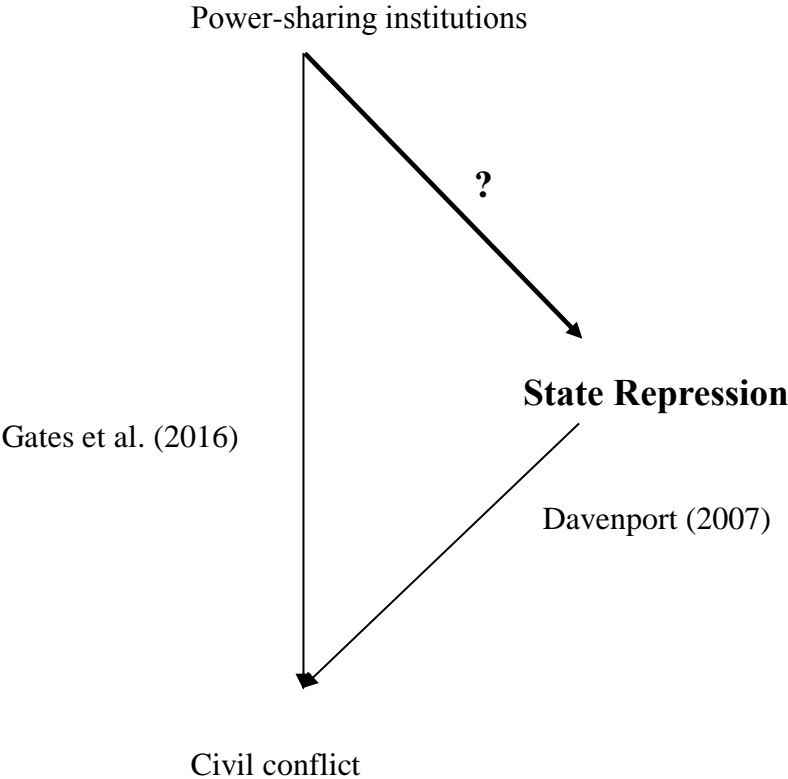 Power-sharing institutions
?
State Repression
Gates et al. (2016)
Davenport (2007)
Civil conflict